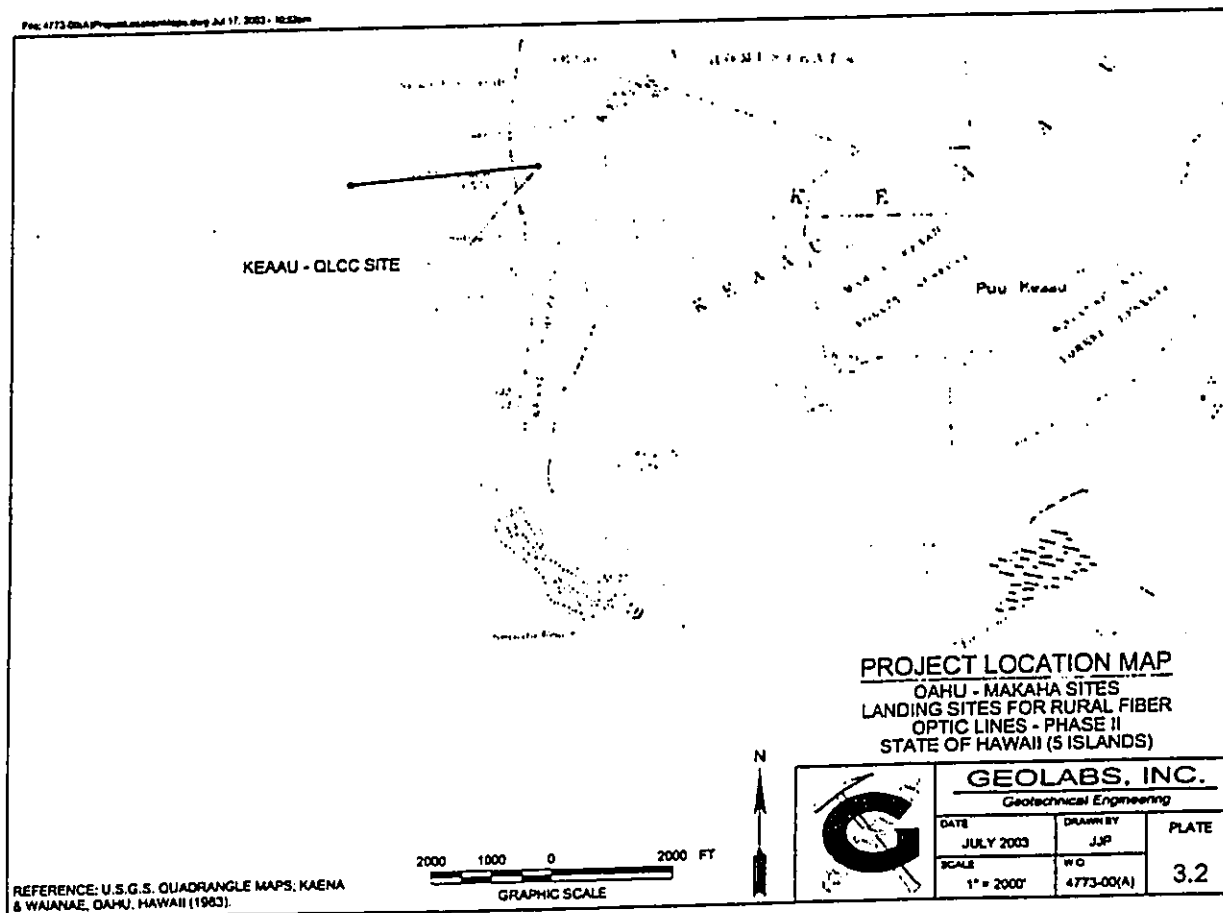 KEAAU - QLCC SITE
K E
K E A A U
Puu Keaau
FOREST RESERVE
PROJECT LOCATION MAP
OAHU - MAKAHA SITES
LANDING SITES FOR RURAL FIBER
OPTIC LINES - PHASE II
STATE OF HAWAII (5 ISLANDS)
N
2000 1000 0 2000 FT
GRAPHIC SCALE
REFERENCE: U.S.G.S. QUADRANGLE MAPS; KAENA
& WAIANAE, OAHU, HAWAII (1983).
G
GEOLABS, INC.
Geotechnical Engineering
DATE
JULY 2003
DRAWN BY
JJP
PLATE
3.2
SCALE
1" = 2000'
W.O.
4773-00(A)